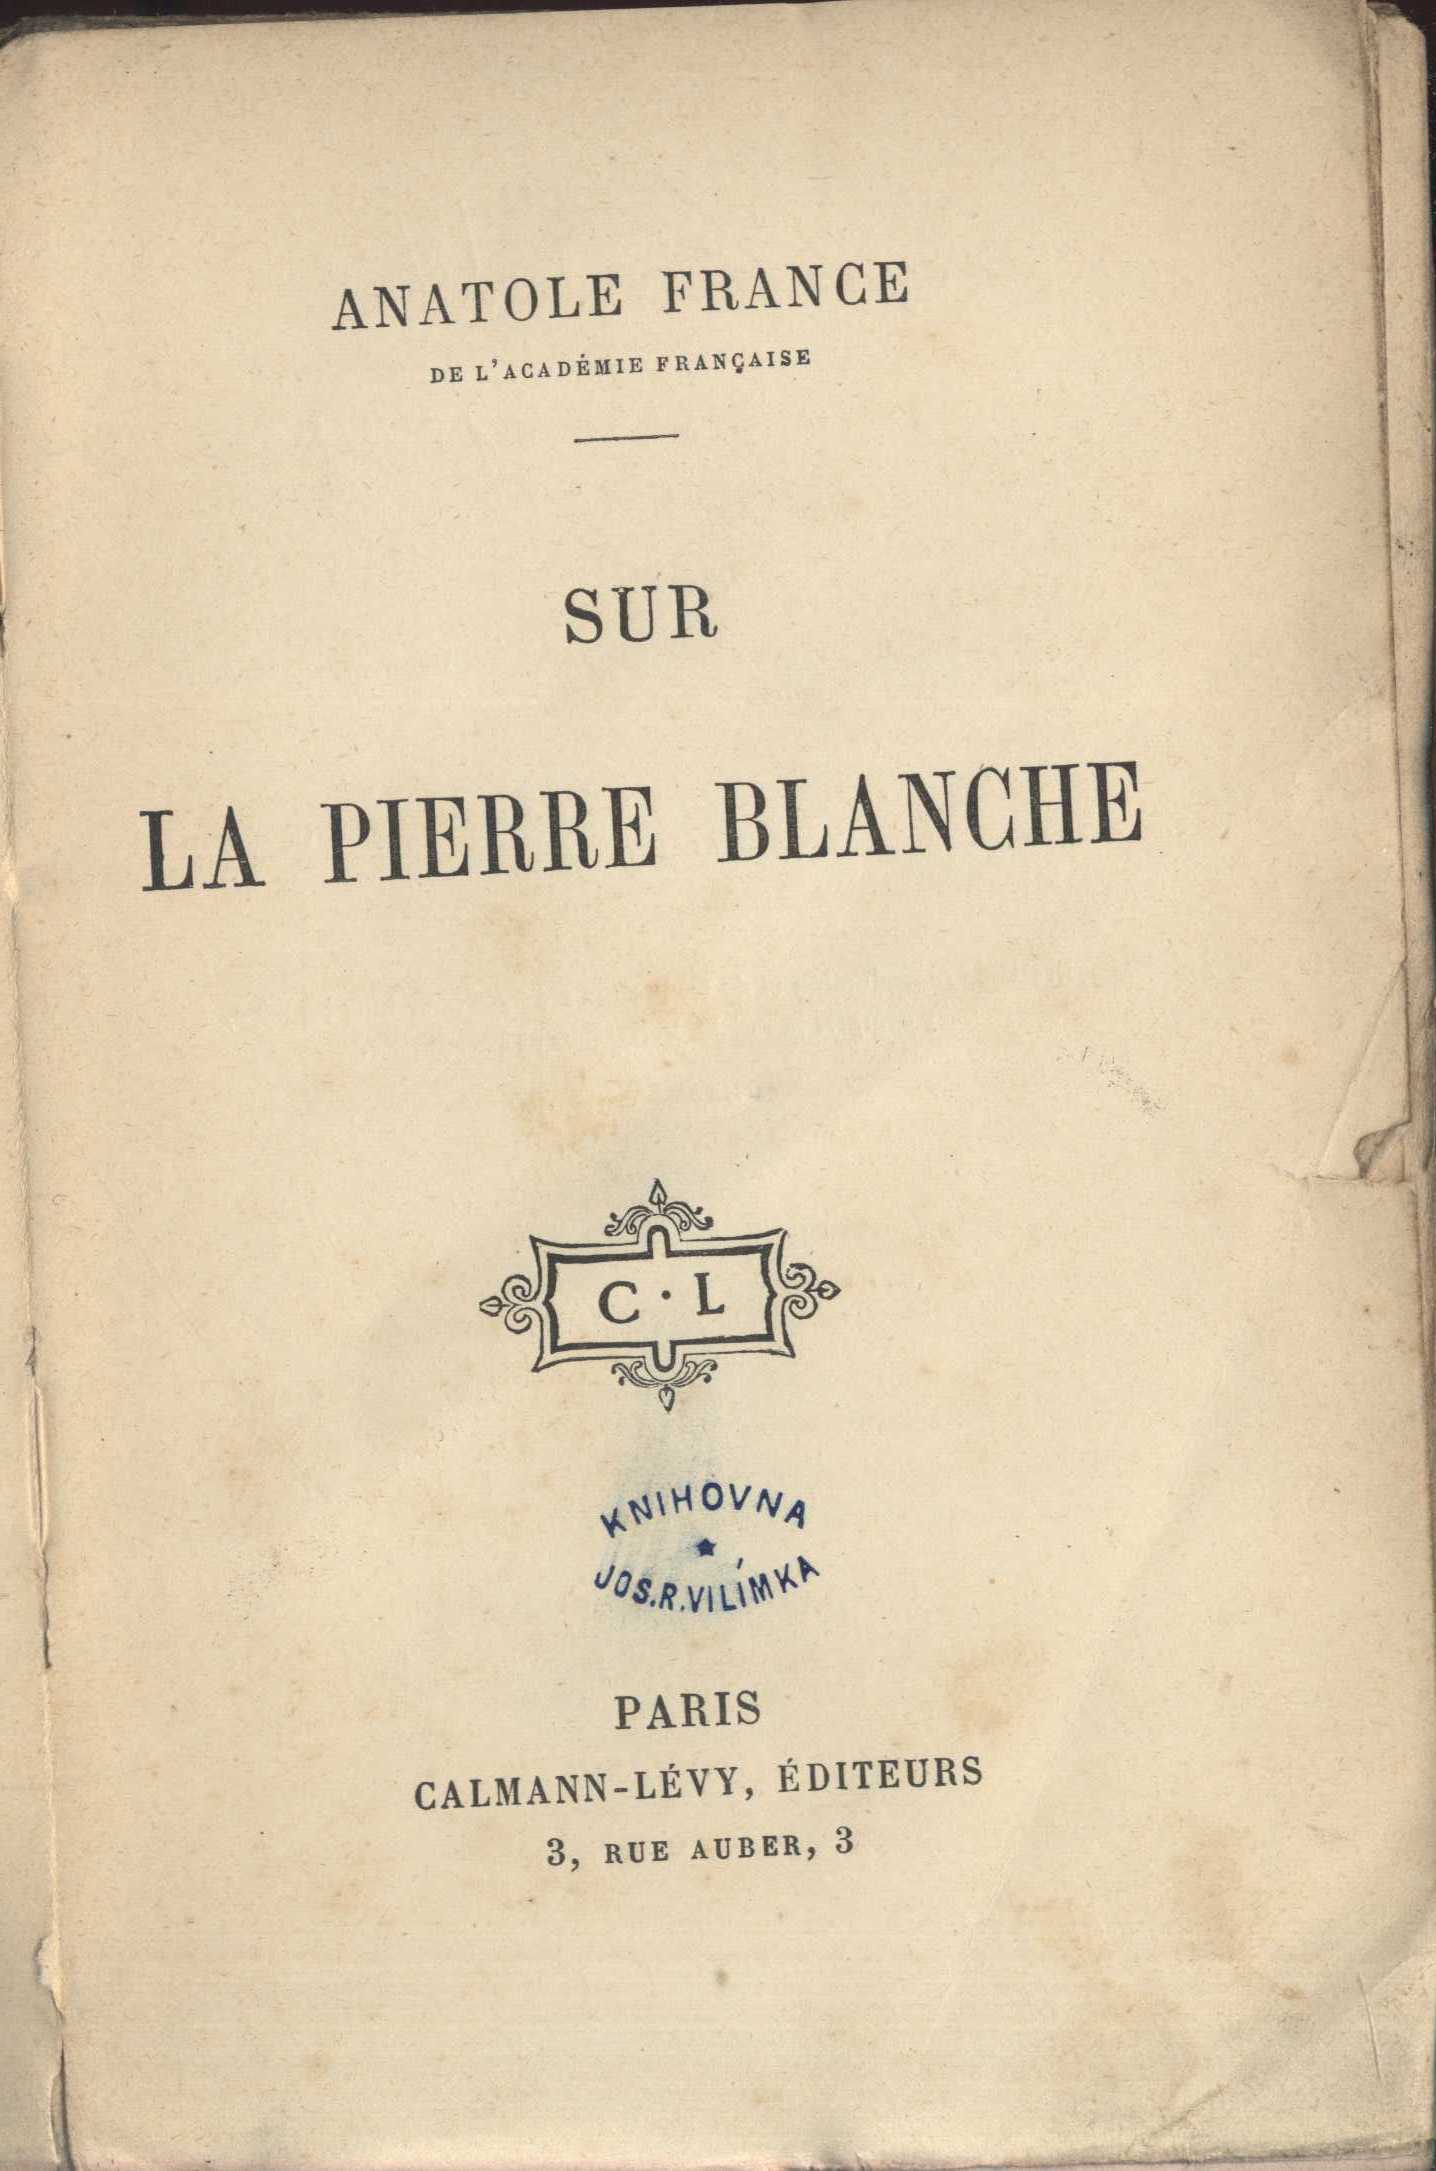 ANATOLE FRANCE
DE L'ACADÉMIE FRANÇAISE
SUR
LA PIERRE BLANCHE
C · L
KNIHOVNA
JOS.R.VILÍMKA
PARIS
CALMANN-LÉVY, ÉDITEURS
3, RUE AUBER, 3